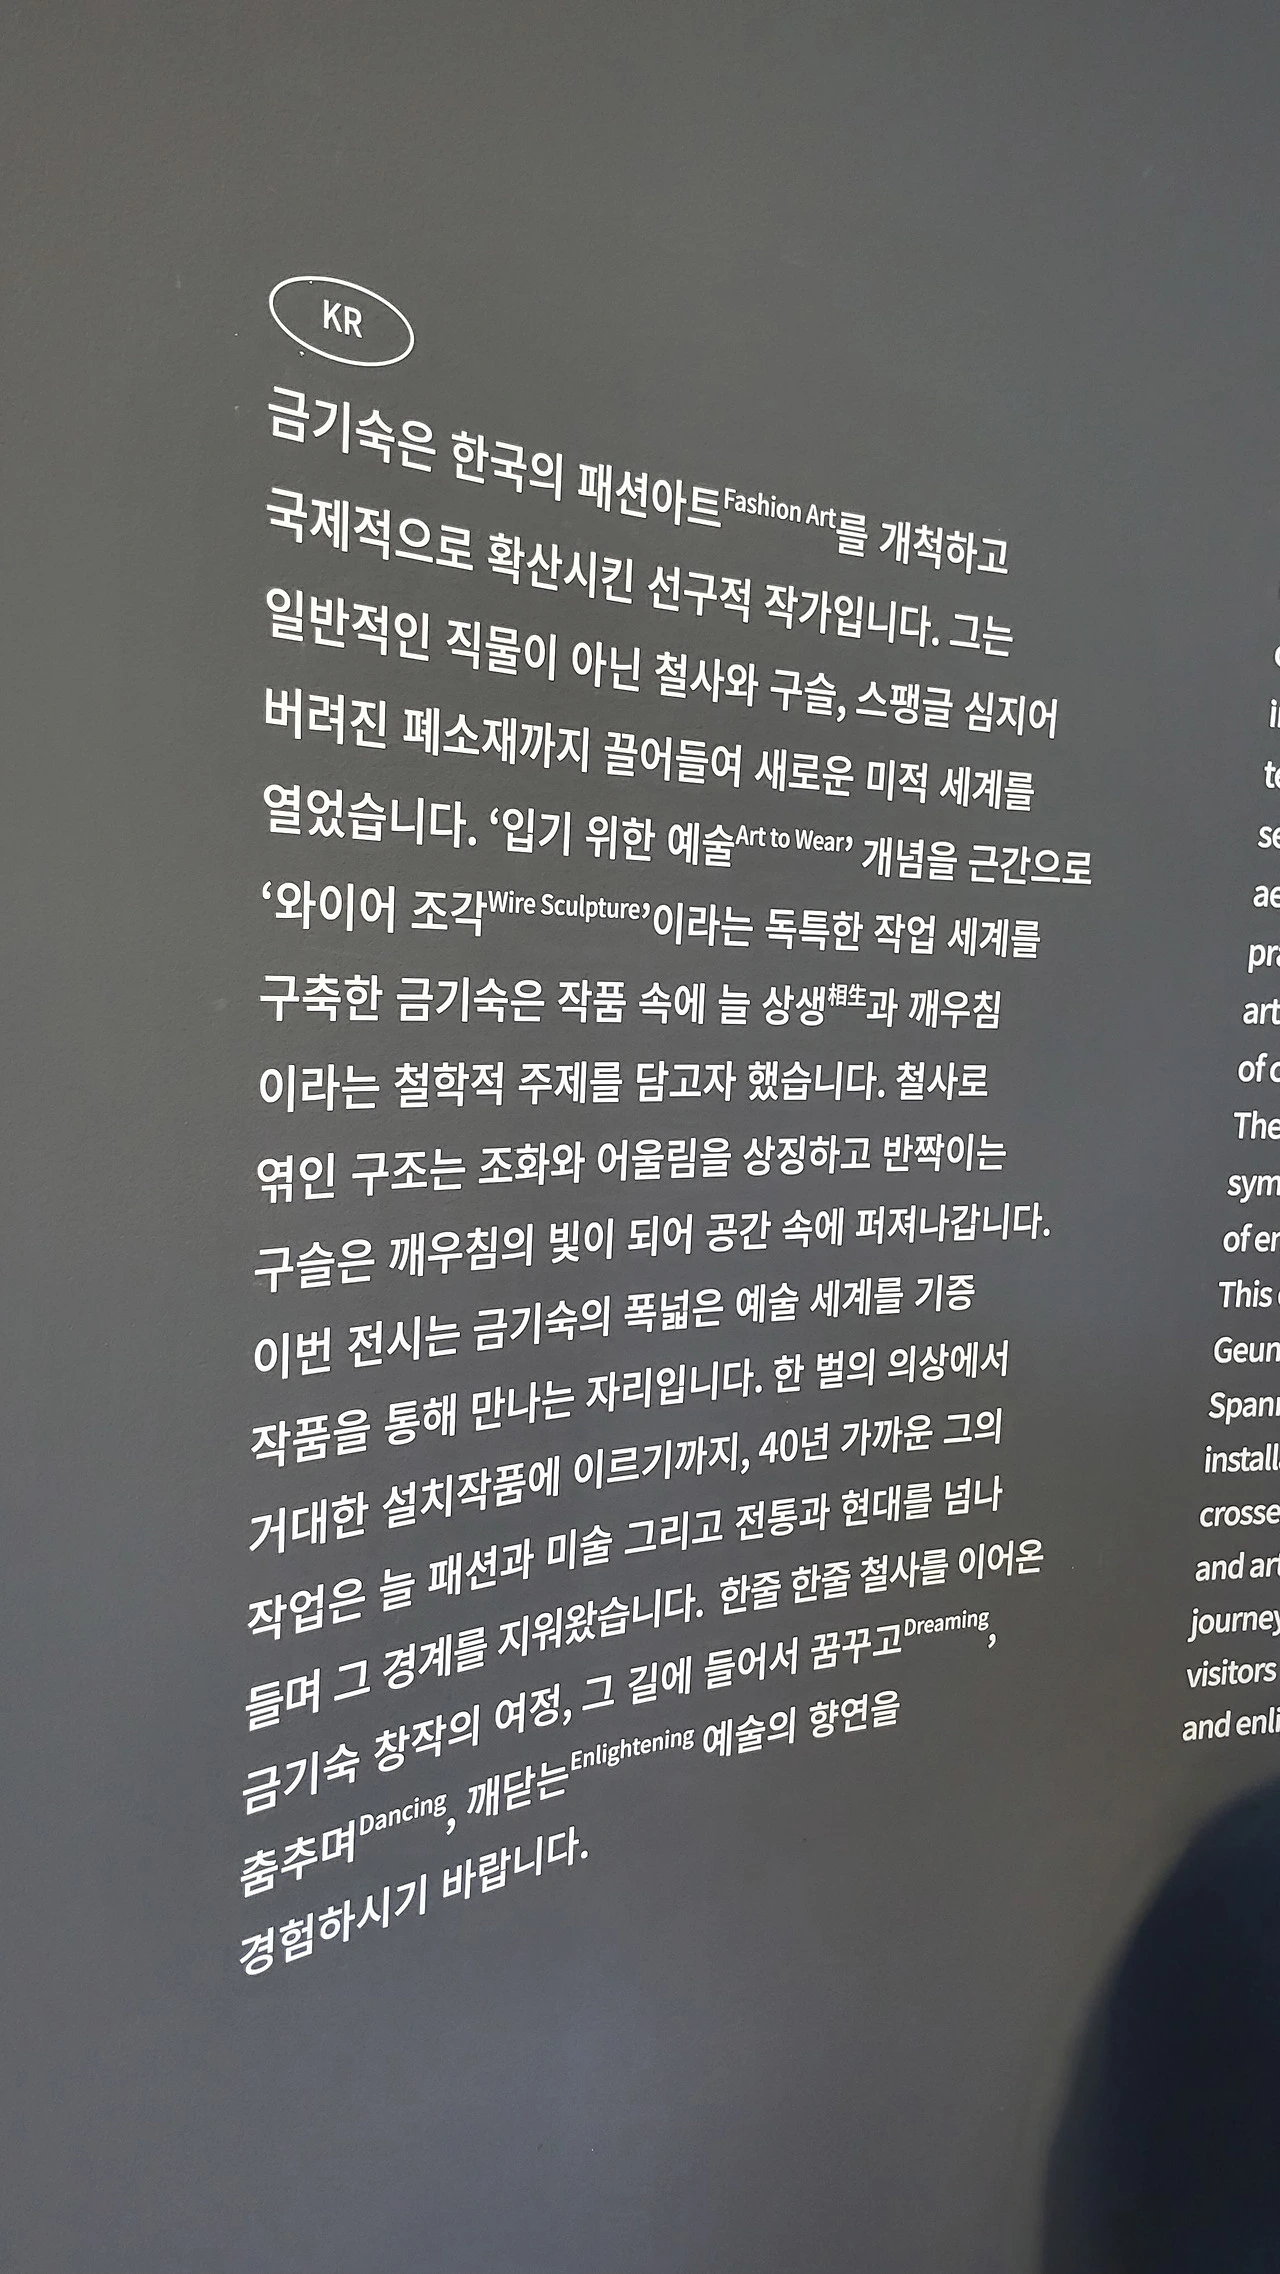 KR
금기숙은 한국의 패션아트Fashion Art를 개척하고
국제적으로 확산시킨 선구적 작가입니다. 그는
일반적인 직물이 아닌 철사와 구슬, 스팽글 심지어
버려진 폐소재까지 끌어들여 새로운 미적 세계를
열었습니다. ‘입기 위한 예술Art to Wear’ 개념을 근간으로
‘와이어 조각Wire Sculpture’이라는 독특한 작업 세계를
구축한 금기숙은 작품 속에 늘 상생相生과 깨우침
이라는 철학적 주제를 담고자 했습니다. 철사로
엮인 구조는 조화와 어울림을 상징하고 반짝이는
구슬은 깨우침의 빛이 되어 공간 속에 퍼져나갑니다.
이번 전시는 금기숙의 폭넓은 예술 세계를 기증
작품을 통해 만나는 자리입니다. 한 벌의 의상에서
거대한 설치작품에 이르기까지, 40년 가까운 그의
작업은 늘 패션과 미술 그리고 전통과 현대를 넘나
들며 그 경계를 지워왔습니다. 한줄 한줄 철사를 이어온
금기숙 창작의 여정, 그 길에 들어서 꿈꾸고Dreaming,
춤추며Dancing, 깨닫는Enlightening 예술의 향연을
경험하시기 바랍니다.
of
The
of
This
Geun
Spann
install
crosse
and art
journey
visitors
and enli